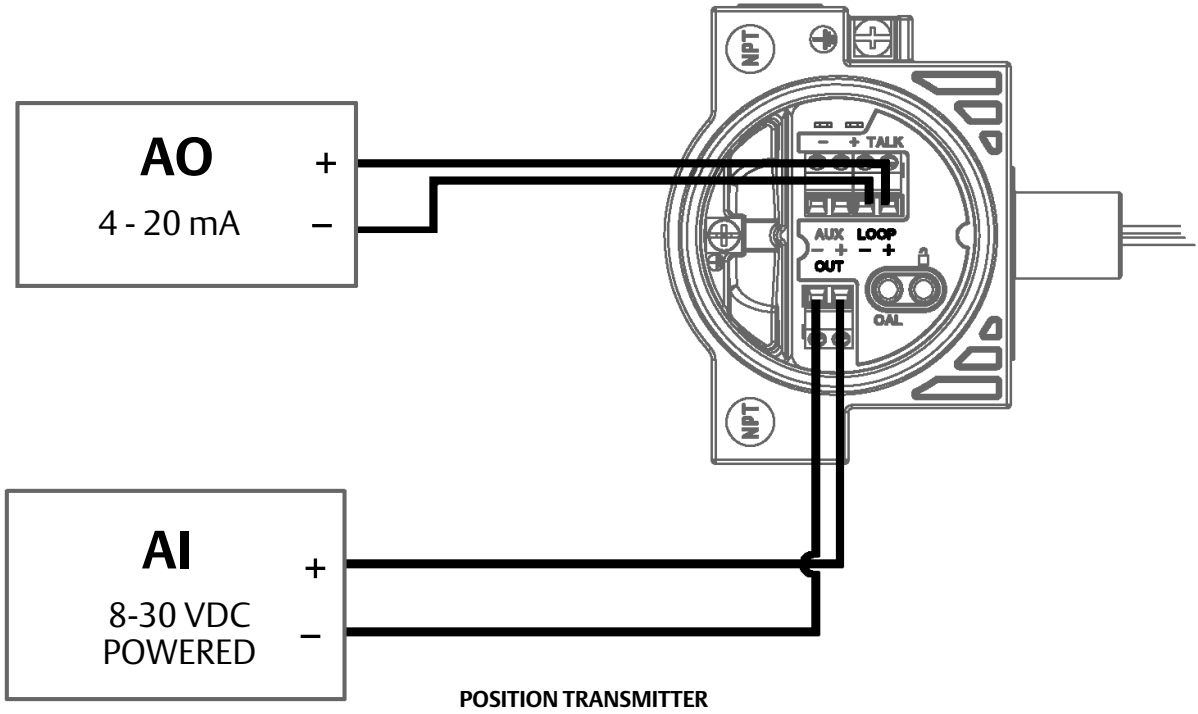 NPT
AO
+
4 - 20 mA
–
– + TALK
AUX LOOP
– + – +
OUT
CAL
NPT
AI
+
8-30 VDC
POWERED
–
POSITION TRANSMITTER